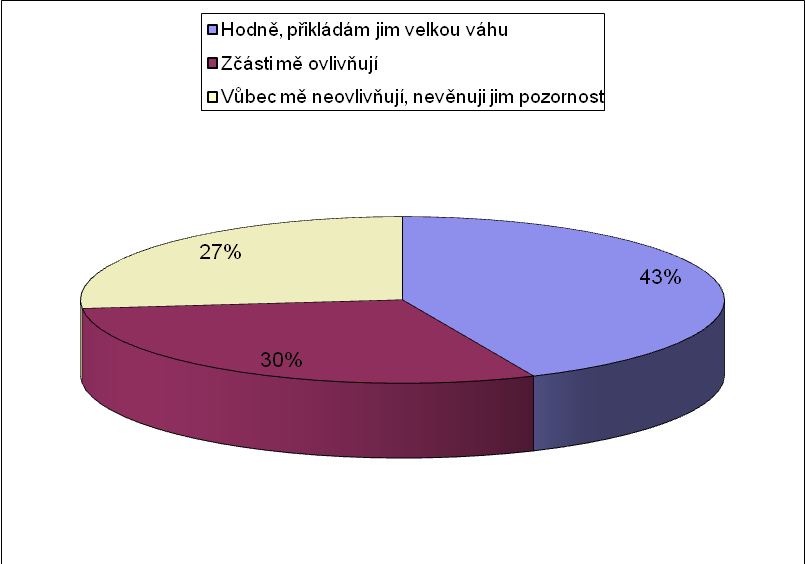 Hodně, přikládám jim velkou váhu
Zčásti mě ovlivňují
Vůbec mě neovlivňují, nevěnuji jim pozornost
27%
43%
30%